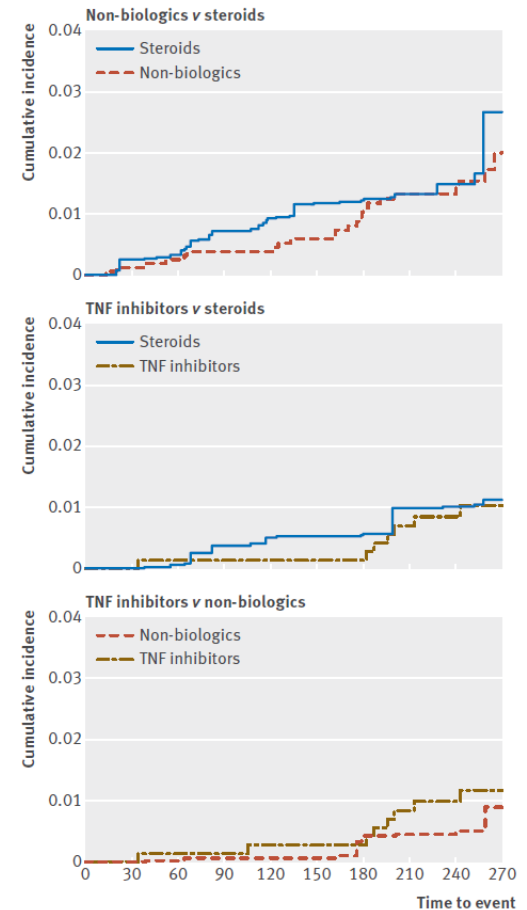 Non-biologics v steroids
Cumulative incidence
0.04
0.03
0.02
0.01
0
Steroids
Non-biologics
TNF inhibitors v steroids
Cumulative incidence
0.04
0.03
0.02
0.01
0
Steroids
TNF inhibitors
TNF inhibitors v non-biologics
Cumulative incidence
0.04
0.03
0.02
0.01
0
Non-biologics
TNF inhibitors
0 30 60 90 120 150 180 210 240 270
Time to event